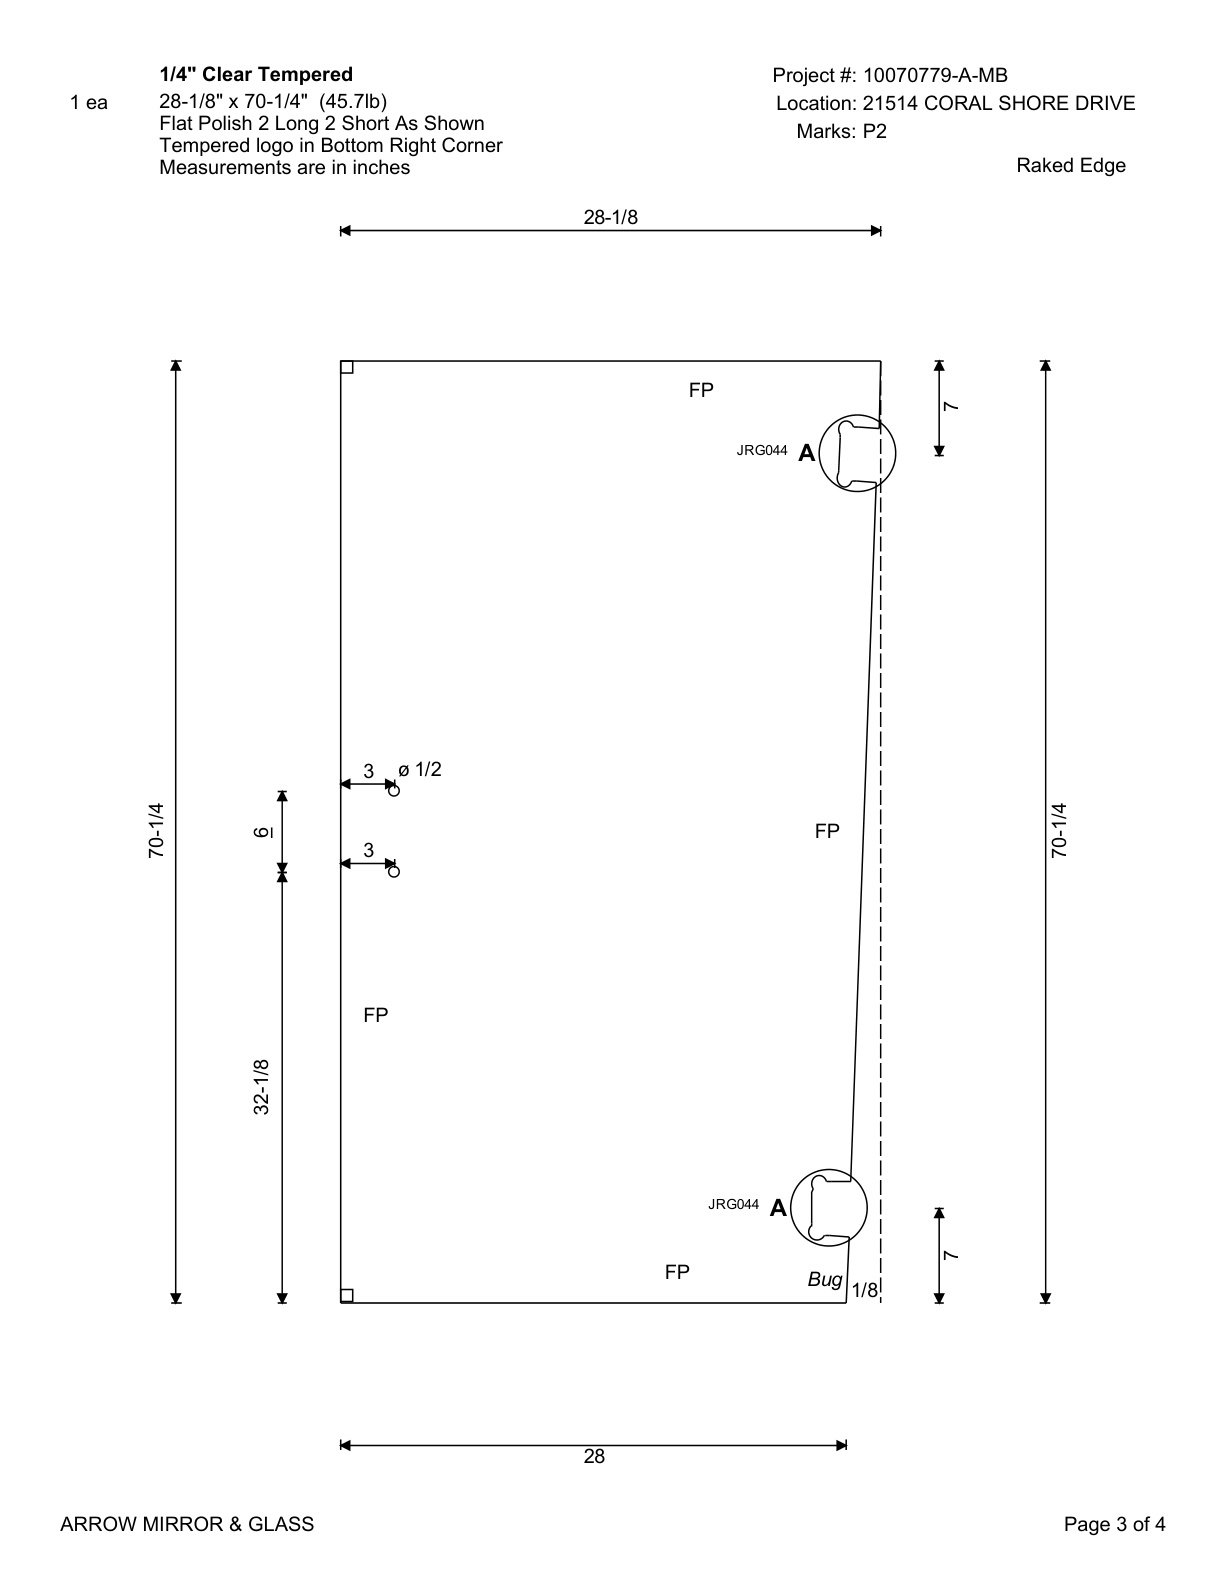 1/4" Clear Tempered
1 ea
28-1/8" x 70-1/4" (45.7lb)
Flat Polish 2 Long 2 Short As Shown
Tempered logo in Bottom Right Corner
Measurements are in inches
Project #: 10070779-A-MB
Location: 21514 CORAL SHORE DRIVE
Marks: P2
Raked Edge
28-1/8
FP
7
JRG044 A
3
ø 1/2
70-1/4
6
3
FP
70-1/4
FP
32-1/8
JRG044 A
7
FP
Bug
1/8
28
ARROW MIRROR & GLASS
Page 3 of 4